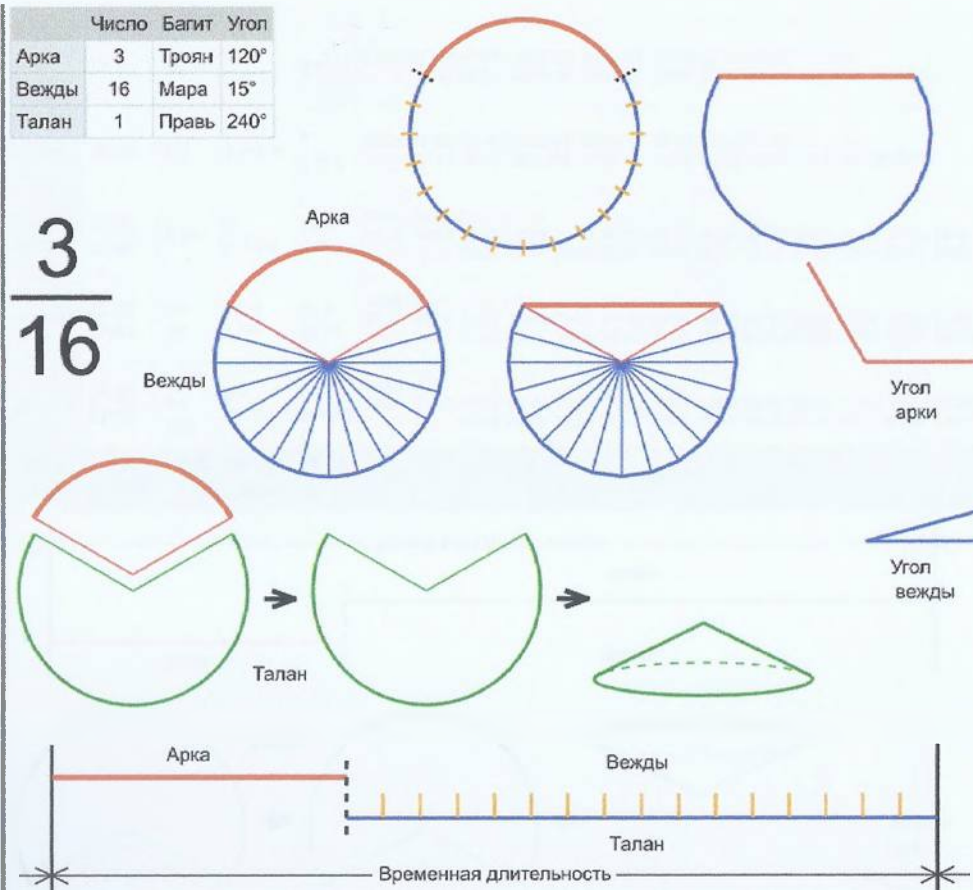 Число Багит Угол
Арка 3 Троян 120°
Вежды 16 Мара 15°
Талан 1 Правь 240°
3
16
Арка
Вежды
Угол
арки
Угол
вежды
Талан
Арка
Вежды
Талан
Временная длительность